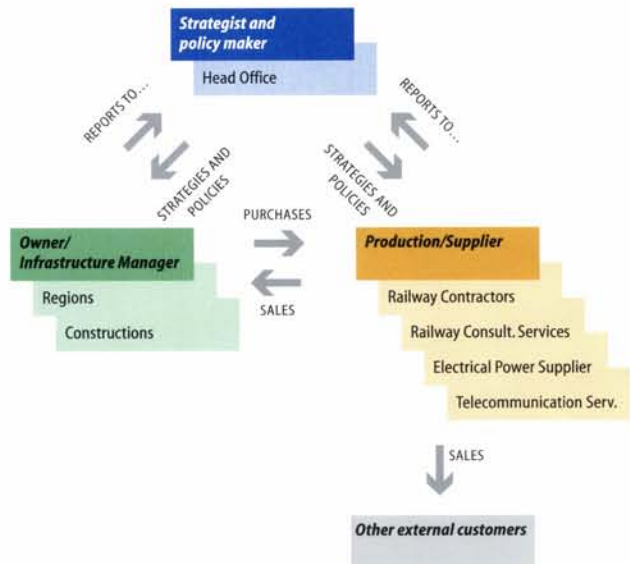 Strategist and
policy maker
Head Office
REPORTS TO…
REPORTS TO…
STRATEGIES AND
POLICIES
STRATEGIES AND
POLICIES
PURCHASES
Owner/
Infrastructure Manager
Production/Supplier
Regions
SALES
Railway Contractors
Constructions
Railway Consult. Services
Electrical Power Supplier
Telecommunication Serv.
SALES
Other external customers